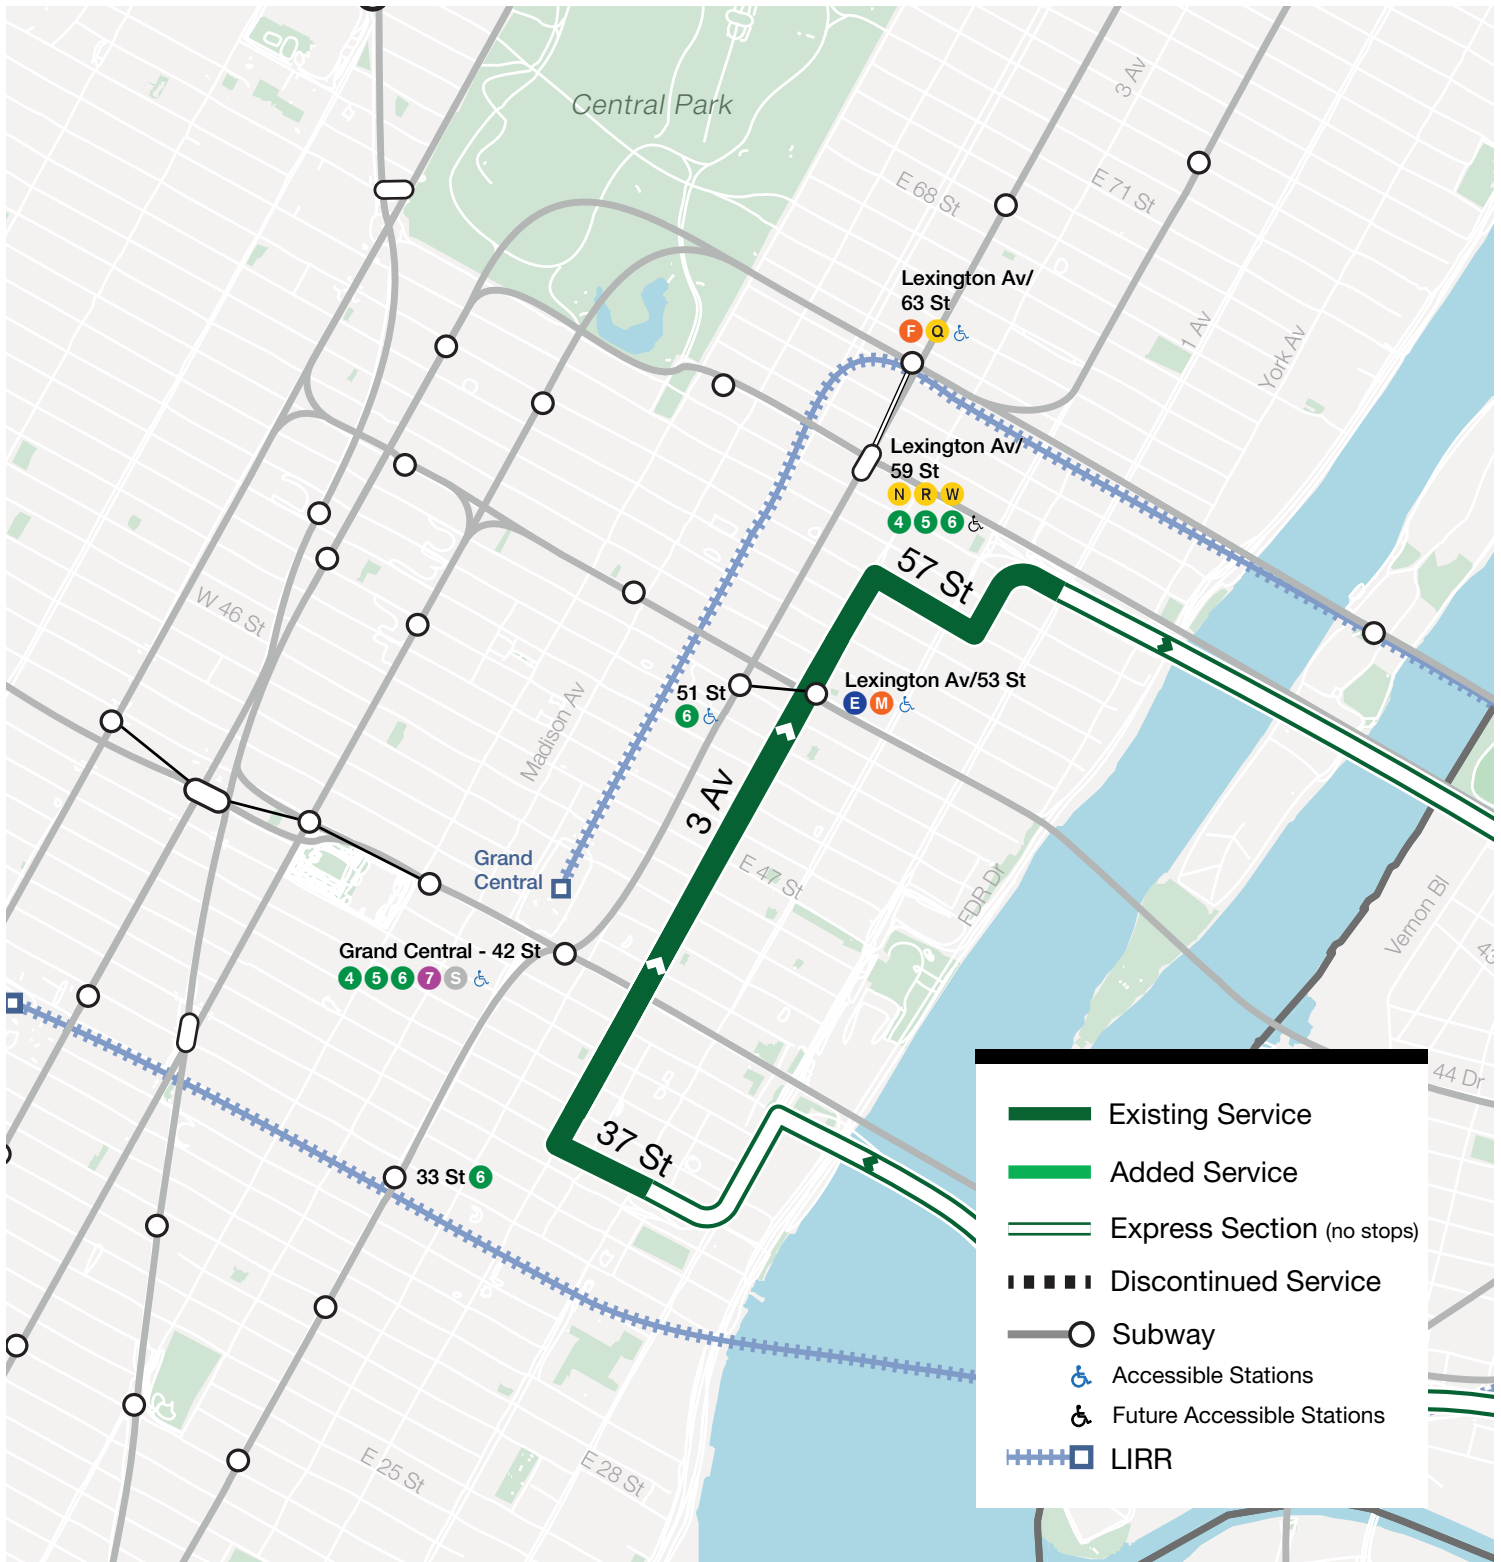 Central Park
3 Av
E 68 St
E 71 St
Lexington Av/
63 St
F Q
1 Av
York Av
Lexington Av/
59 St
N R W
4 5 6
57 St
W 46 St
Madison Av
51 St
6
Lexington Av/53 St
E M
3 Av
Grand
Central
E 47 St
FDR Dr
Vernon Bl
43
Grand Central - 42 St
4 5 6 7 S
44 Dr
37 St
33 St 6
E 25 St
E 28 St
Existing Service
Added Service
Express Section (no stops)
Discontinued Service
Subway
Accessible Stations
Future Accessible Stations
LIRR